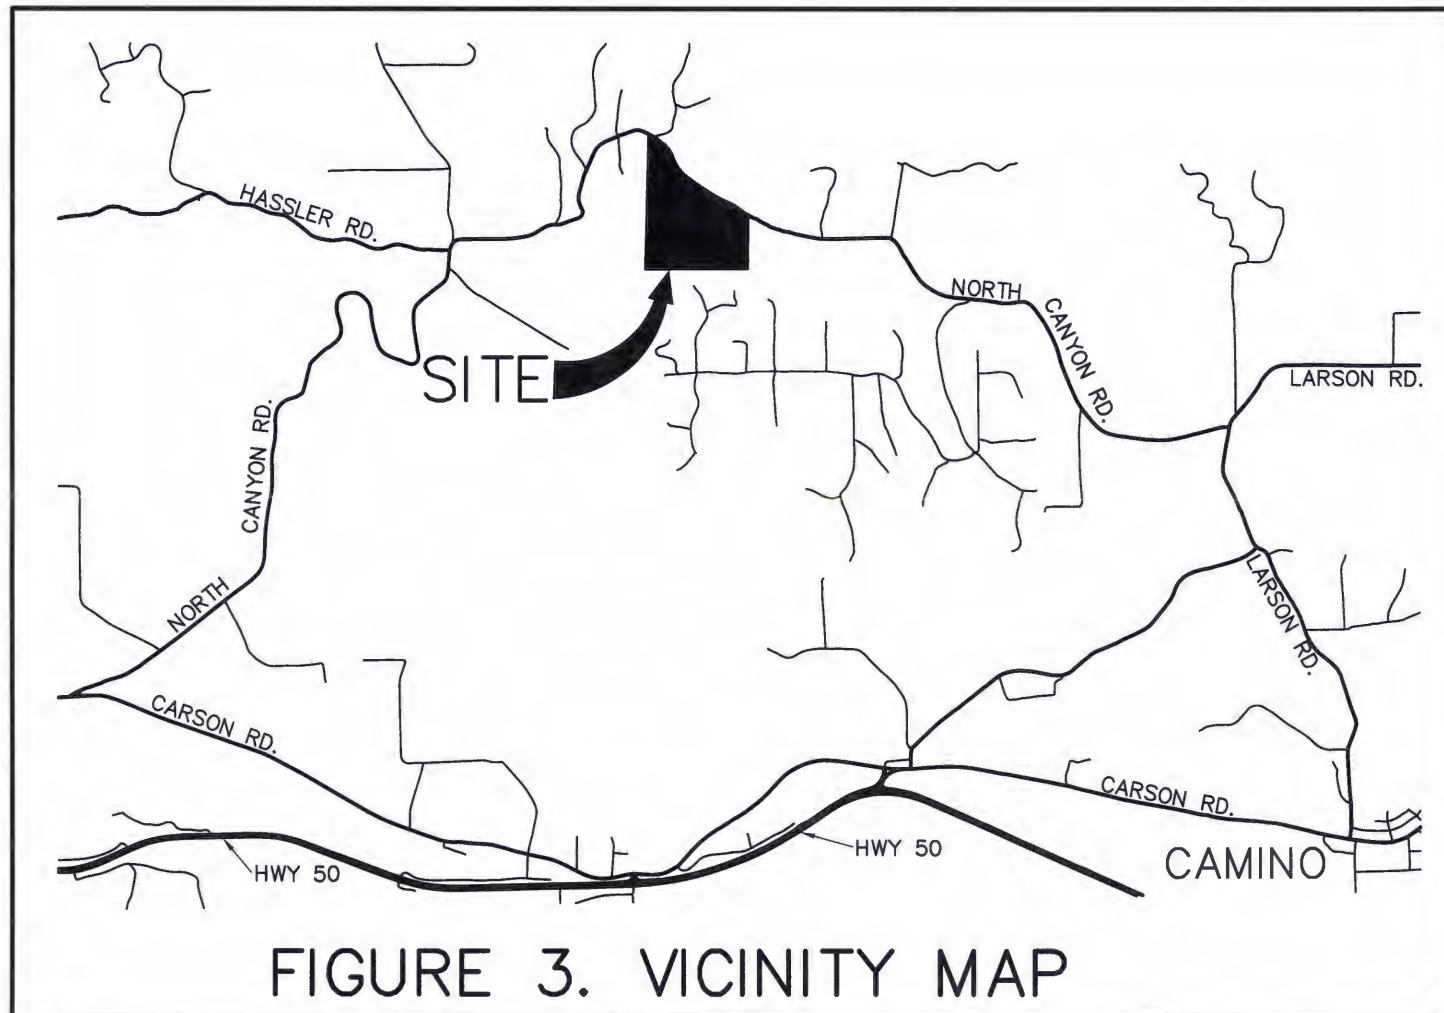 HASSLER RD.
NORTH
CANYON RD.
LARSON RD.
SITE
CANYON RD.
NORTH
LARSON RD.
CARSON RD.
CARSON RD.
HWY 50
HWY 50
CAMINO
FIGURE 3. VICINITY MAP